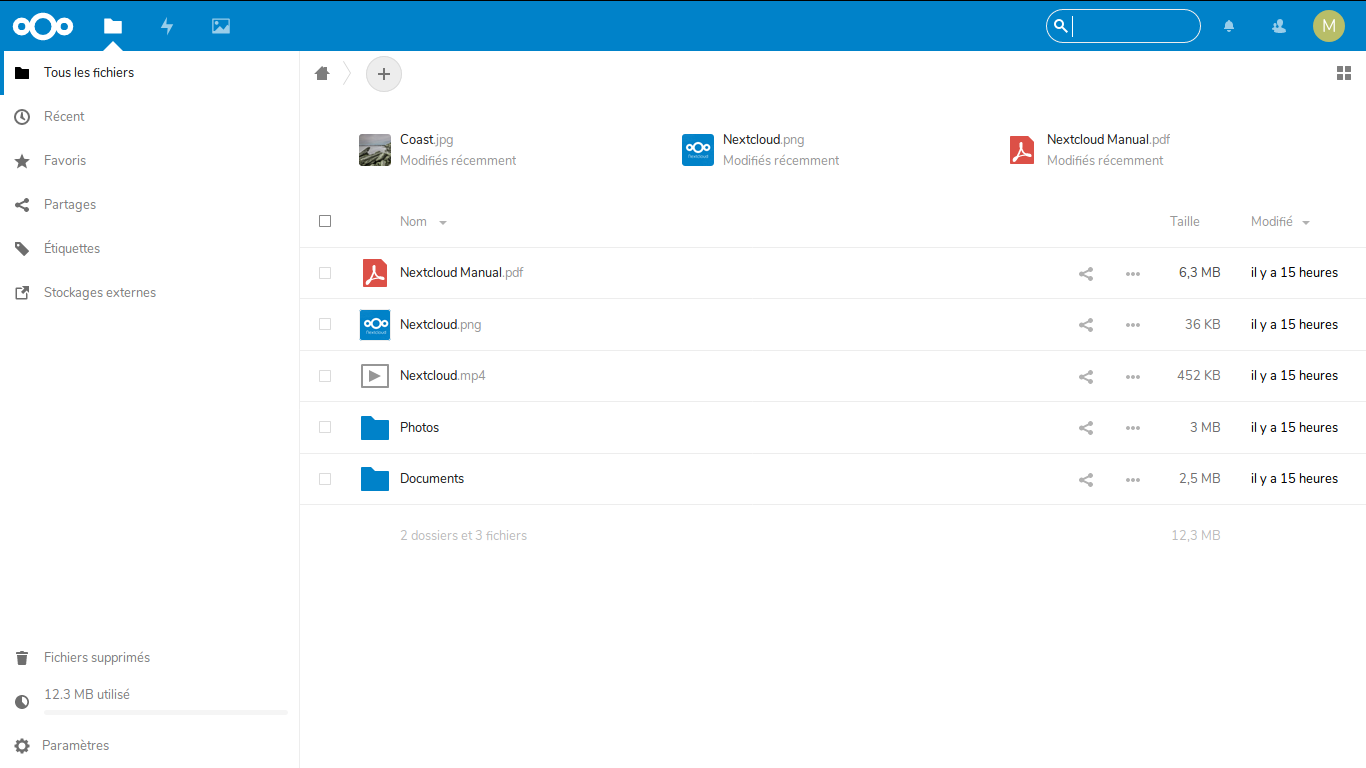 M
Tous les fichiers
Récent
Favoris
Partages
Étiquettes
Stockages externes
Coast.jpg
Modifiés récemment
Nextcloud.png
Modifiés récemment
Nextcloud Manual.pdf
Modifiés récemment
Nom Taille Modifié
Nextcloud Manual.pdf 6,3 MB il y a 15 heures
Nextcloud.png 36 KB il y a 15 heures
Nextcloud.mp4 452 KB il y a 15 heures
Photos 3 MB il y a 15 heures
Documents 2,5 MB il y a 15 heures
2 dossiers et 3 fichiers 12,3 MB
Fichiers supprimés
12.3 MB utilisé
Paramètres